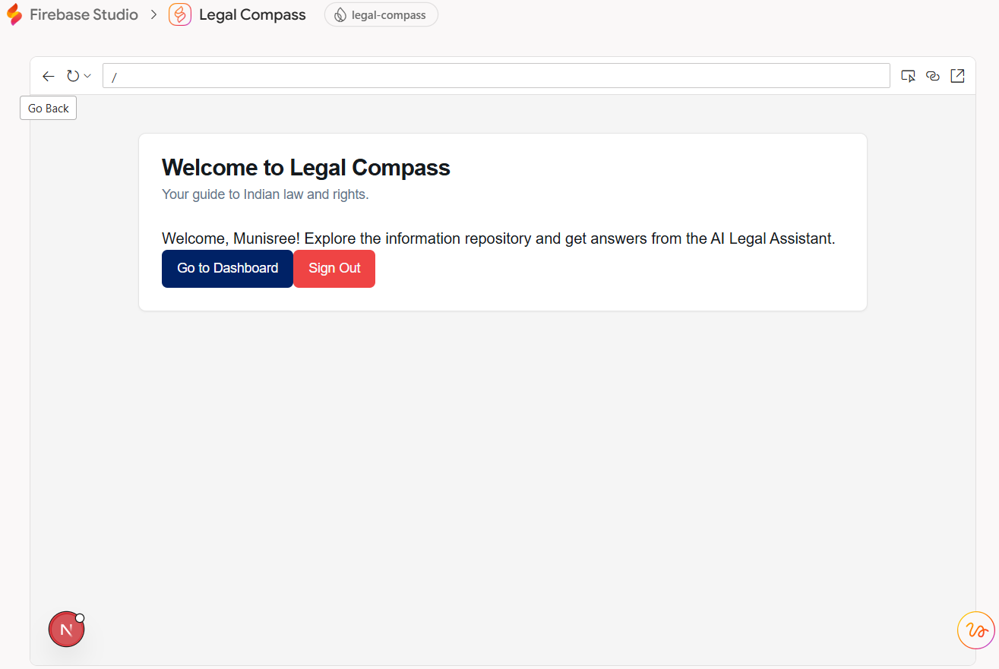 Firebase Studio > Legal Compass legal-compass
/
Go Back
Welcome to Legal Compass
Your guide to Indian law and rights.
Welcome, Munisree! Explore the information repository and get answers from the AI Legal Assistant.
Go to Dashboard Sign Out
N